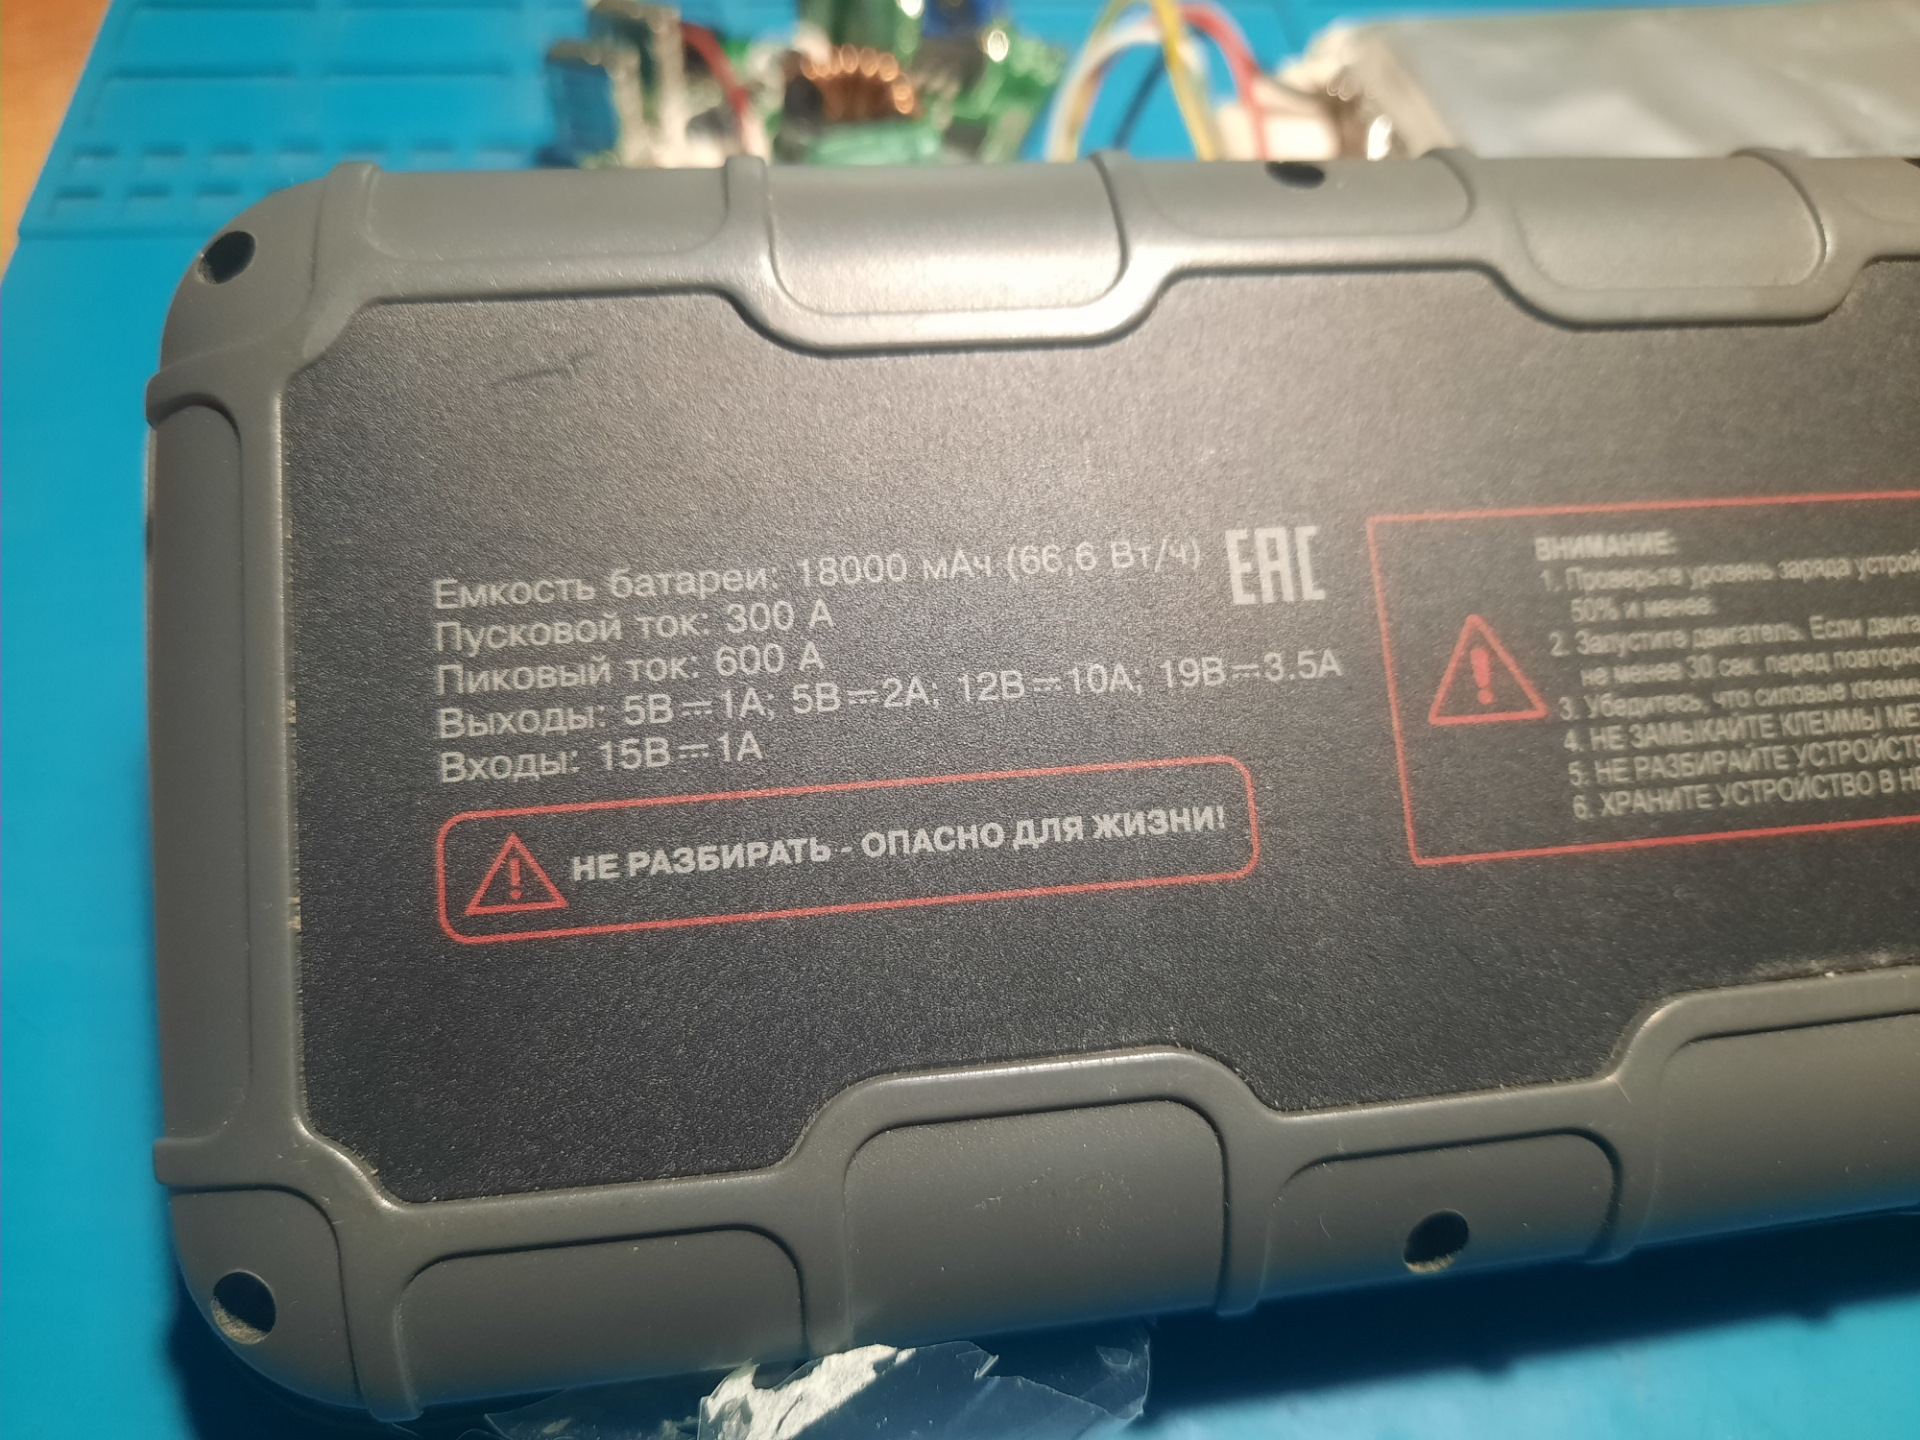 Емкость батареи: 18000 мАч (66,6 Вт/ч)
Пусковой ток: 300 А
Пиковый ток: 600 А
Выходы: 5В⎓1А; 5В⎓2А; 12В⎓10А; 19В⎓3.5А
Входы: 15В⎓1А
EAC
НЕ РАЗБИРАТЬ - ОПАСНО ДЛЯ ЖИЗНИ!
ВНИМАНИЕ:
1. Проверьте уровень заряда
50% и менее.
2. Запустите двигатель. Если
не менее 30 сек. перед
3. Убедитесь, что силовые
4. НЕ ЗАМЫКАЙТЕ КЛЕММЫ
5. НЕ РАЗБИРАЙТЕ
6. ХРАНИТЕ УСТРОЙСТВО В